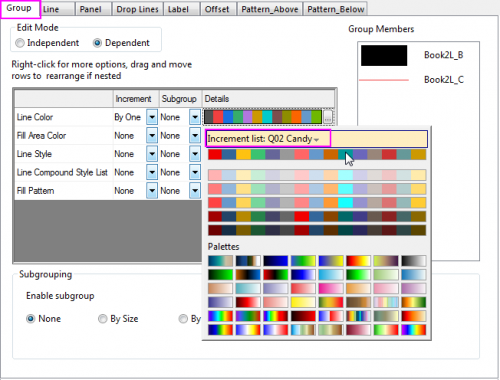 Group Line Panel Drop Lines Label Offset Pattern_Above Pattern_Below
Edit Mode
Independent Dependent
Group Members
Book2L_B
Book2L_C
Right-click for more options, drag and move
rows to rearrange if nested
Increment Subgroup Details
Line Color By One None ...
Fill Area Color None None
Line Style None None
Line Compound Style List None None
Fill Pattern None None
Increment list: Q02 Candy
Palettes
Subgrouping
Enable subgroup
None By Size By